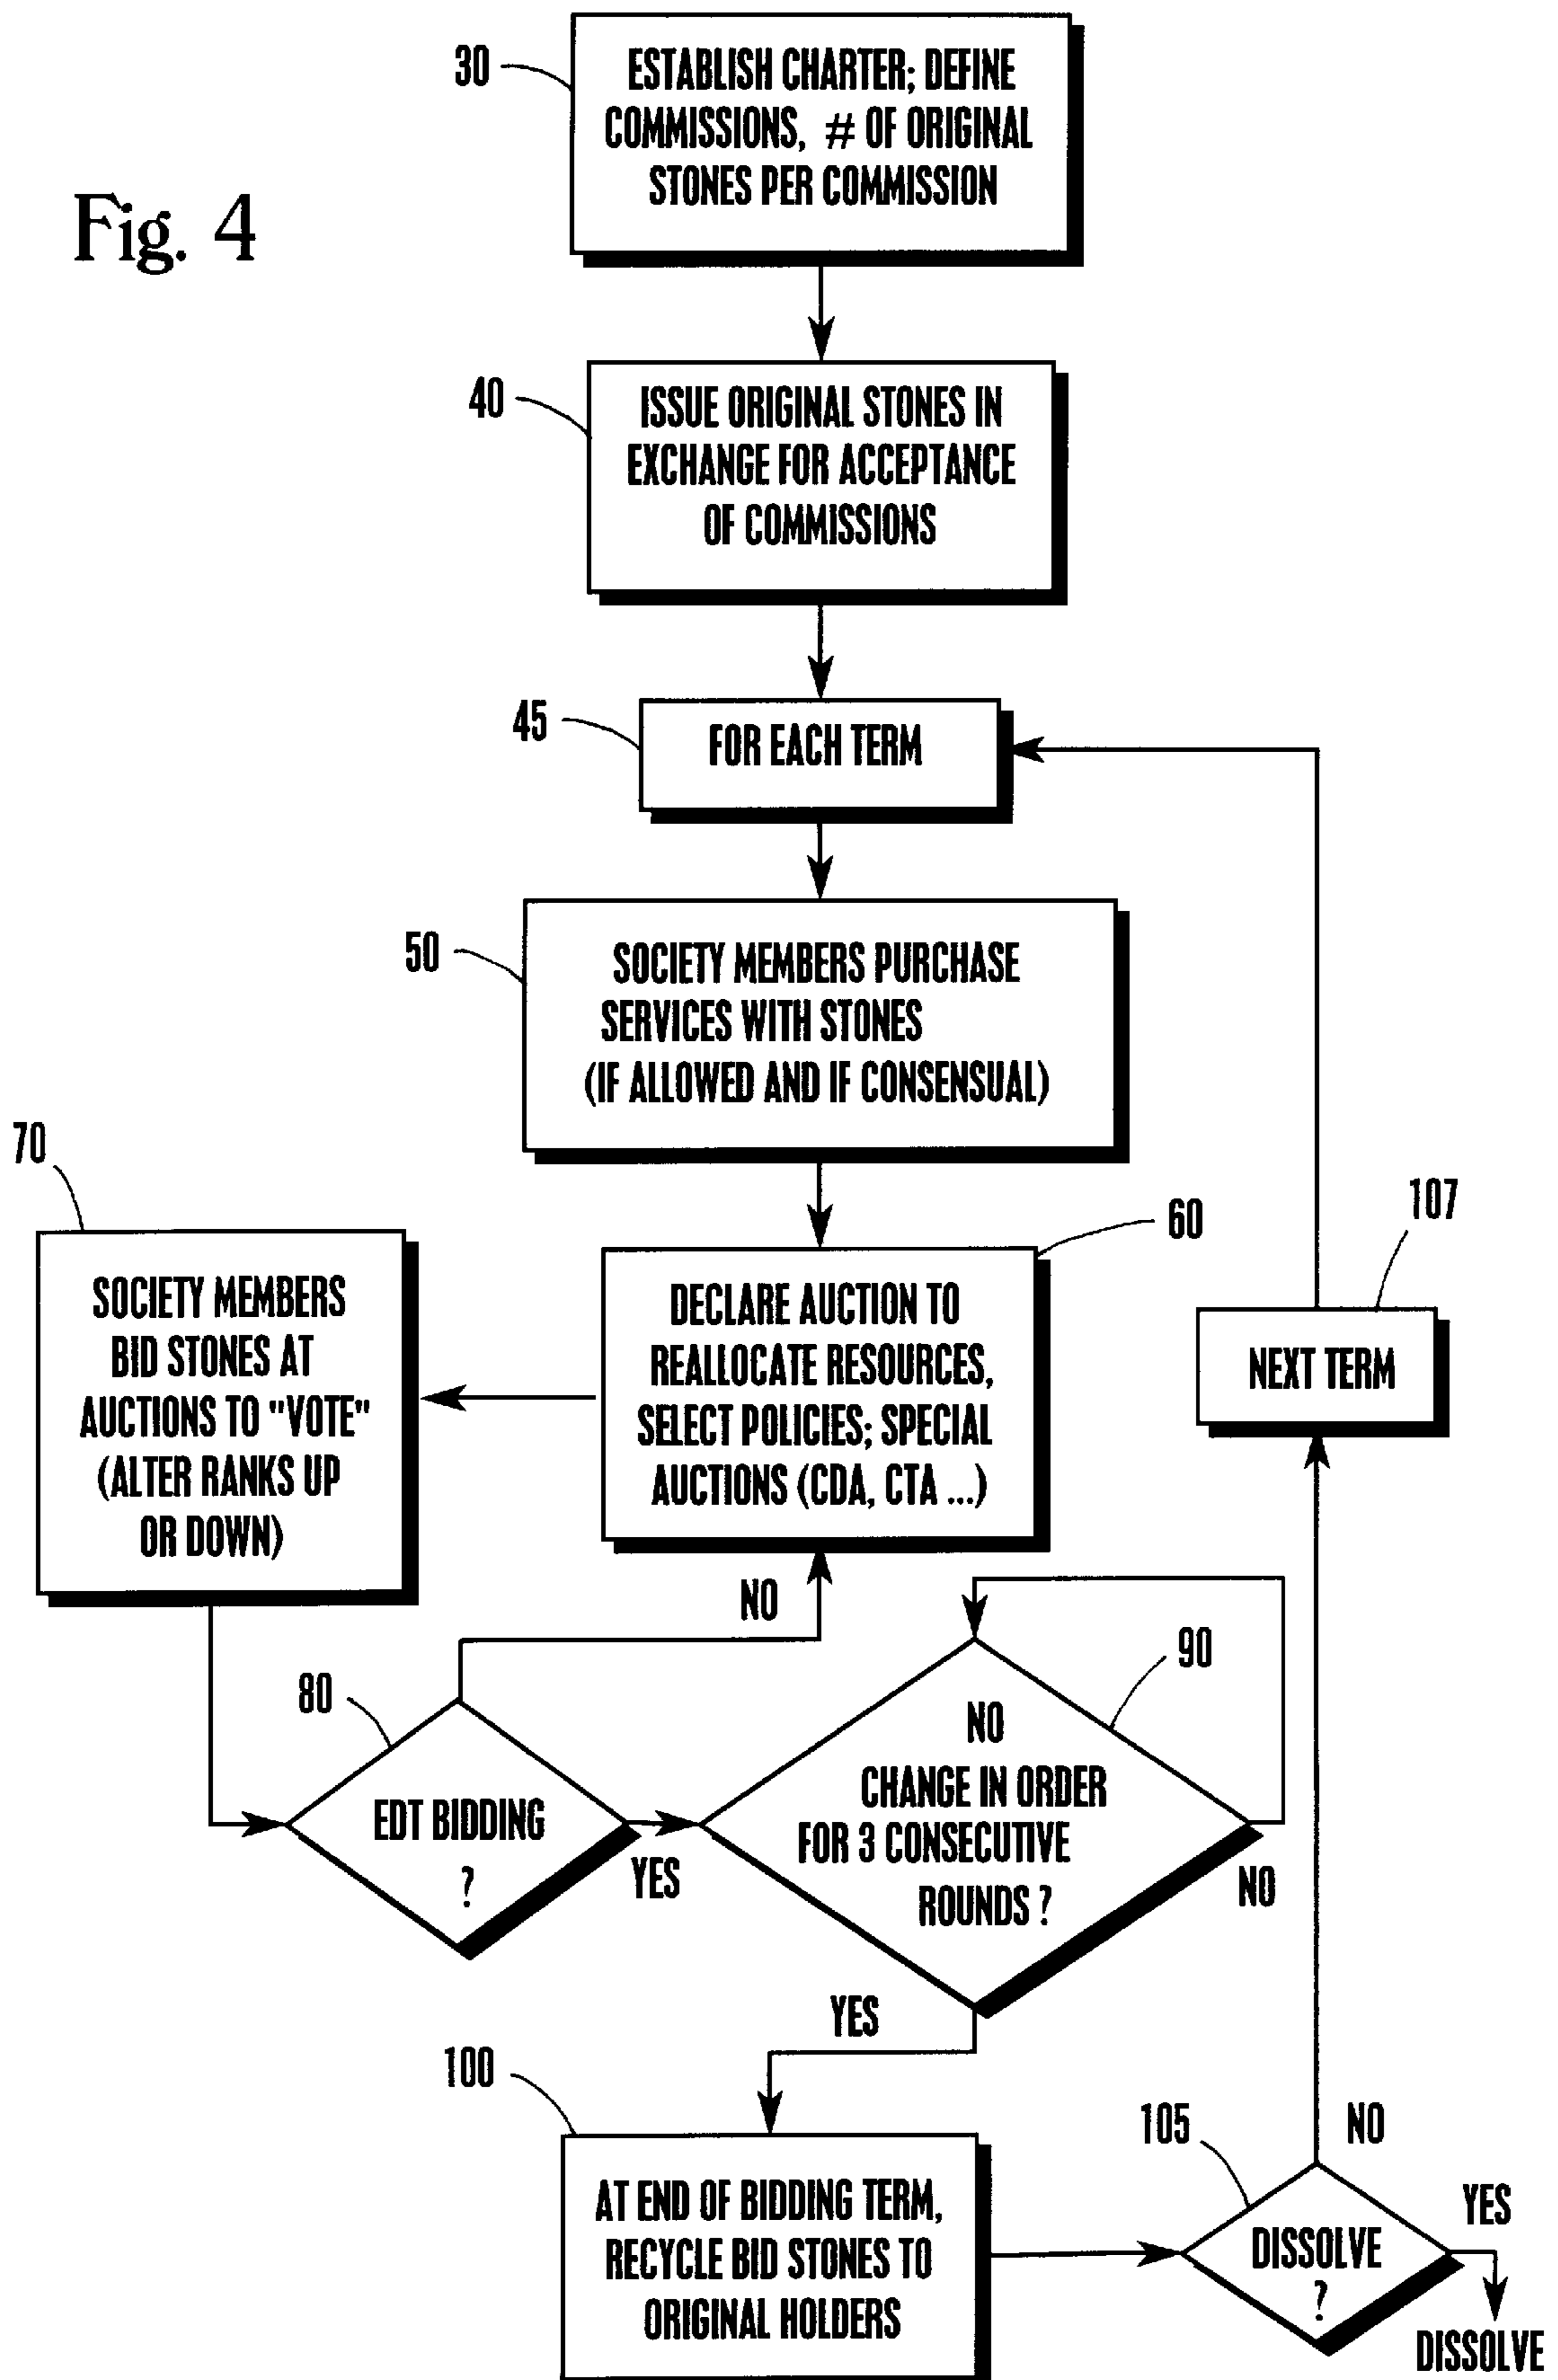 Fig. 4
30
ESTABLISH CHARTER; DEFINE
COMMISSIONS, # OF ORIGINAL
STONES PER COMMISSION
40
ISSUE ORIGINAL STONES IN
EXCHANGE FOR ACCEPTANCE
OF COMMISSIONS
45
FOR EACH TERM
50
SOCIETY MEMBERS PURCHASE
SERVICES WITH STONES
(IF ALLOWED AND IF CONSENSUAL)
60
DECLARE AUCTION TO
REALLOCATE RESOURCES,
SELECT POLICIES; SPECIAL
AUCTIONS (CDA, CTA ...)
70
SOCIETY MEMBERS
BID STONES AT
AUCTIONS TO "VOTE"
(ALTER RANKS UP
OR DOWN)
107
NEXT TERM
NO
80
EDT BIDDING
?
YES
90
NO
CHANGE IN ORDER
FOR 3 CONSECUTIVE
ROUNDS ?
NO
YES
100
AT END OF BIDDING TERM,
RECYCLE BID STONES TO
ORIGINAL HOLDERS
105
DISSOLVE
?
NO
YES
DISSOLVE